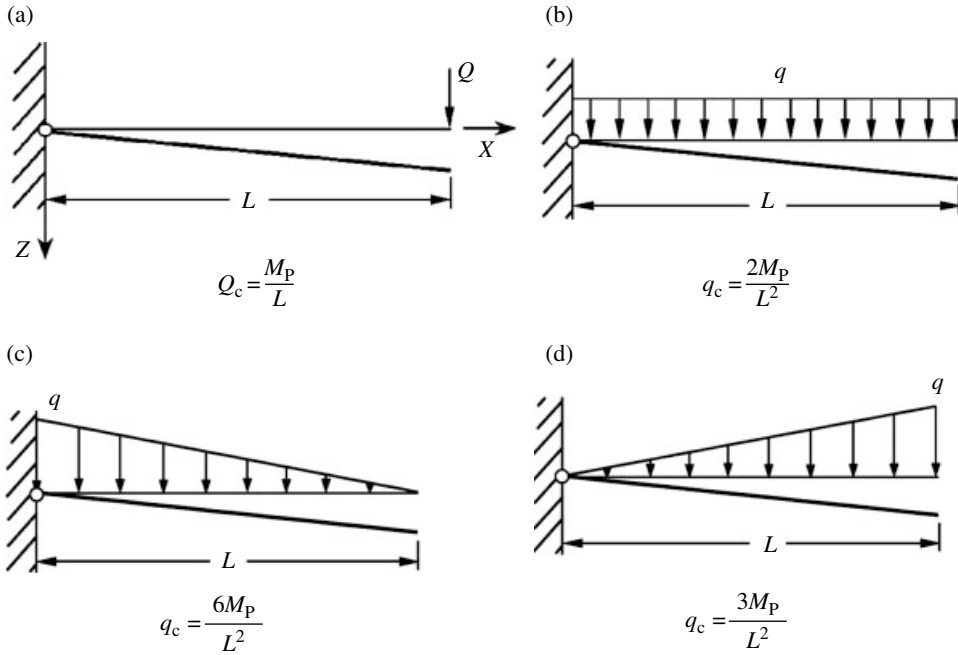 (a)
Q
X
L
Z
Q_c = M_P / L
(b)
q
L
q_c = 2M_P / L^2
(c)
q
L
q_c = 6M_P / L^2
(d)
q
L
q_c = 3M_P / L^2